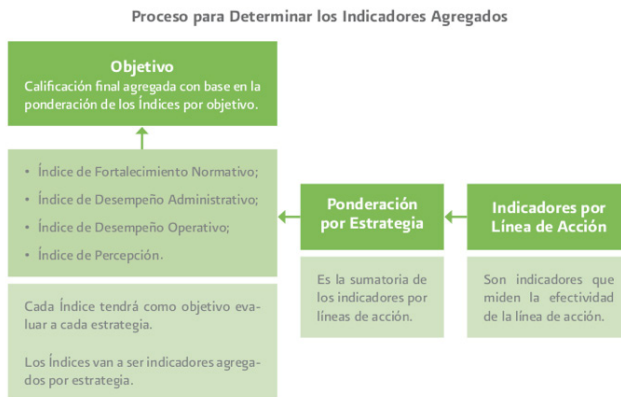 Proceso para Determinar los Indicadores Agregados
Objetivo
Calificación final agregada con base en la
ponderación de los Índices por objetivo.
• Índice de Fortalecimiento Normativo;
• Índice de Desempeño Administrativo;
• Índice de Desempeño Operativo;
• Índice de Percepción.
Cada Índice tendrá como objetivo eva-
luar a cada estrategia.
Los Índices van a ser indicadores agrega-
dos por estrategia.
Ponderación
por Estrategia
Es la sumatoria de
los indicadores por
líneas de acción.
Indicadores por
Línea de Acción
Son indicadores que
miden la efectividad
de la línea de acción.